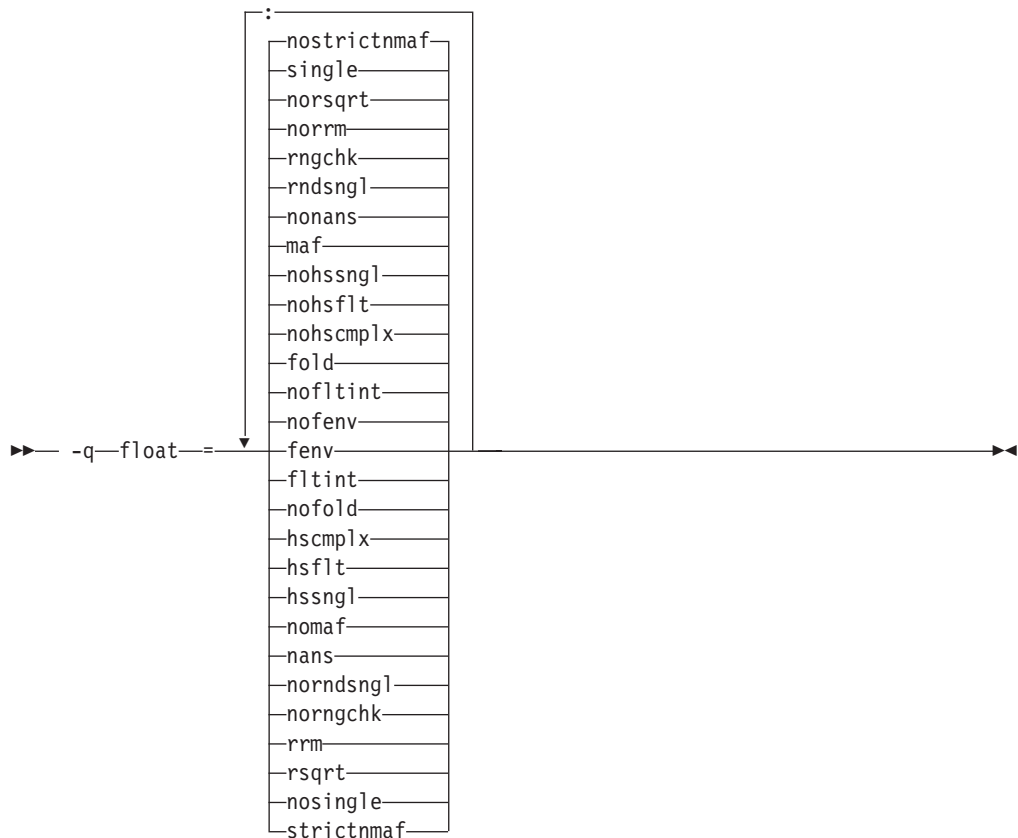 :
nostrictnmaf
single
norsqrt
norrm
rngchk
rndsngl
nonans
maf
nohssngl
nohsflt
nohscmplx
fold
nofltint
nofenv
-q float = fenv
fltint
nofold
hscmplx
hsflt
hssngl
nomaf
nans
norndsngl
norngchk
rrm
rsqrt
nosingle
strictnmaf